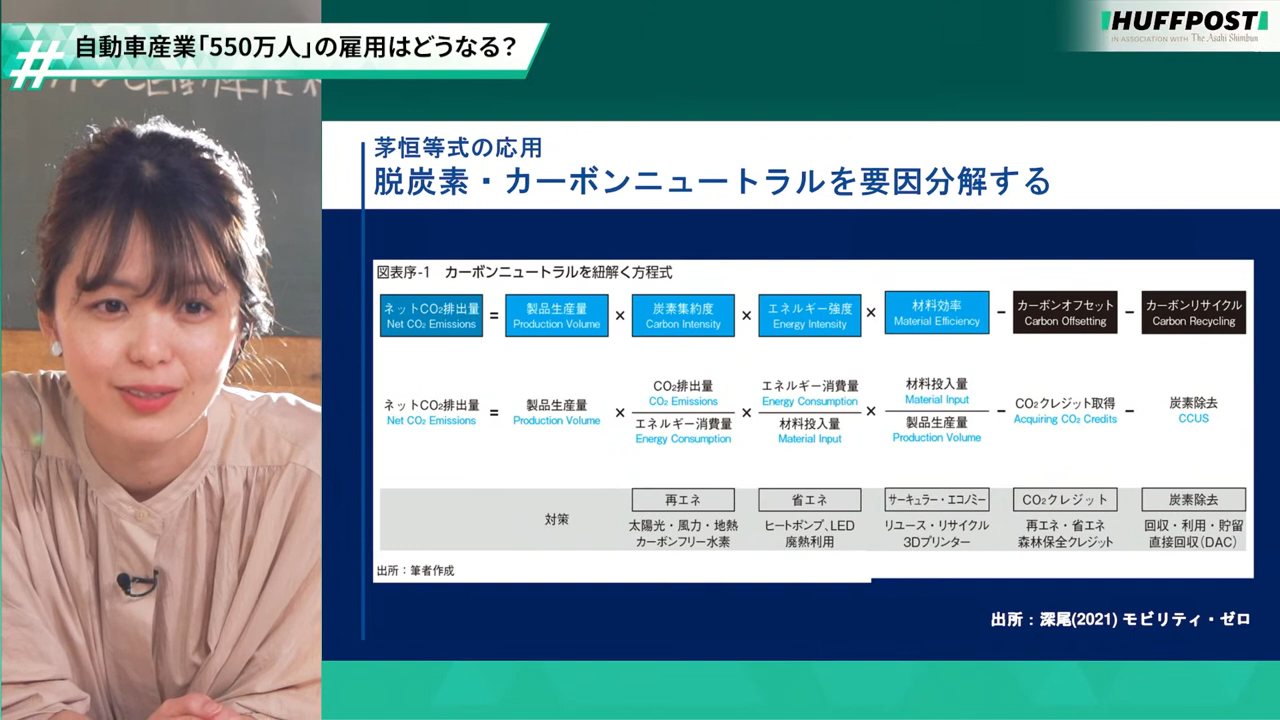 # 自動車産業「550万人」の雇用はどうなる?
HUFFPOST
IN ASSOCIATION WITH The Asahi Shimbun
茅恒等式の応用
脱炭素・カーボンニュートラルを要因分解する
図表序-1 カーボンニュートラルを紐解く方程式
ネットCO₂排出量 = 製品生産量 × 炭素集約度 × エネルギー強度 × 材料効率 − カーボンオフセット − カーボンリサイクル
Net CO₂ Emissions Production Volume Carbon Intensity Energy Intensity Material Efficiency Carbon Offsetting Carbon Recycling
CO₂排出量 エネルギー消費量 材料投入量
CO₂ Emissions Energy Consumption Material Input
ネットCO₂排出量 = 製品生産量 × × × − CO₂クレジット取得 − 炭素除去
Net CO₂ Emissions Production Volume Acquiring CO₂ Credits CCUS
エネルギー消費量 材料投入量 製品生産量
Energy Consumption Material Input Production Volume
対策
再エネ 省エネ サーキュラー・エコノミー CO₂クレジット 炭素除去
太陽光・風力・地熱 ヒートポンプ、LED リユース・リサイクル 再エネ・省エネ 回収・利用・貯留
カーボンフリー水素 廃熱利用 3Dプリンター 森林保全クレジット 直接回収(DAC)
出所:筆者作成
出所:深尾(2021) モビリティ・ゼロ